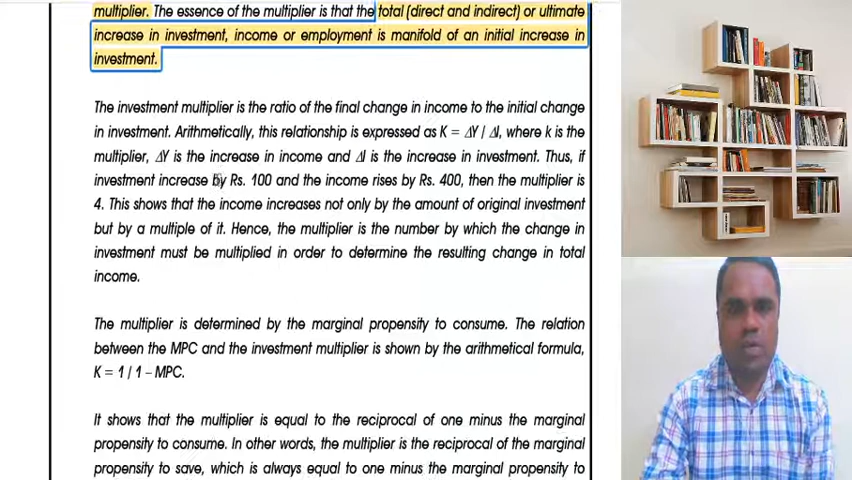 multiplier. The essence of the multiplier is that the total (direct and indirect) or ultimate
increase in investment, income or employment is manifold of an initial increase in
investment.
The investment multiplier is the ratio of the final change in income to the initial change
in investment. Arithmetically, this relationship is expressed as K = ΔY / ΔI, where k is the
multiplier, ΔY is the increase in income and ΔI is the increase in investment. Thus, if
investment increase by Rs. 100 and the income rises by Rs. 400, then the multiplier is
4. This shows that the income increases not only by the amount of original investment
but by a multiple of it. Hence, the multiplier is the number by which the change in
investment must be multiplied in order to determine the resulting change in total
income.
The multiplier is determined by the marginal propensity to consume. The relation
between the MPC and the investment multiplier is shown by the arithmetical formula,
K = 1 / 1 – MPC.
It shows that the multiplier is equal to the reciprocal of one minus the marginal
propensity to consume. In other words, the multiplier is the reciprocal of the marginal
propensity to save, which is always equal to one minus the marginal propensity to